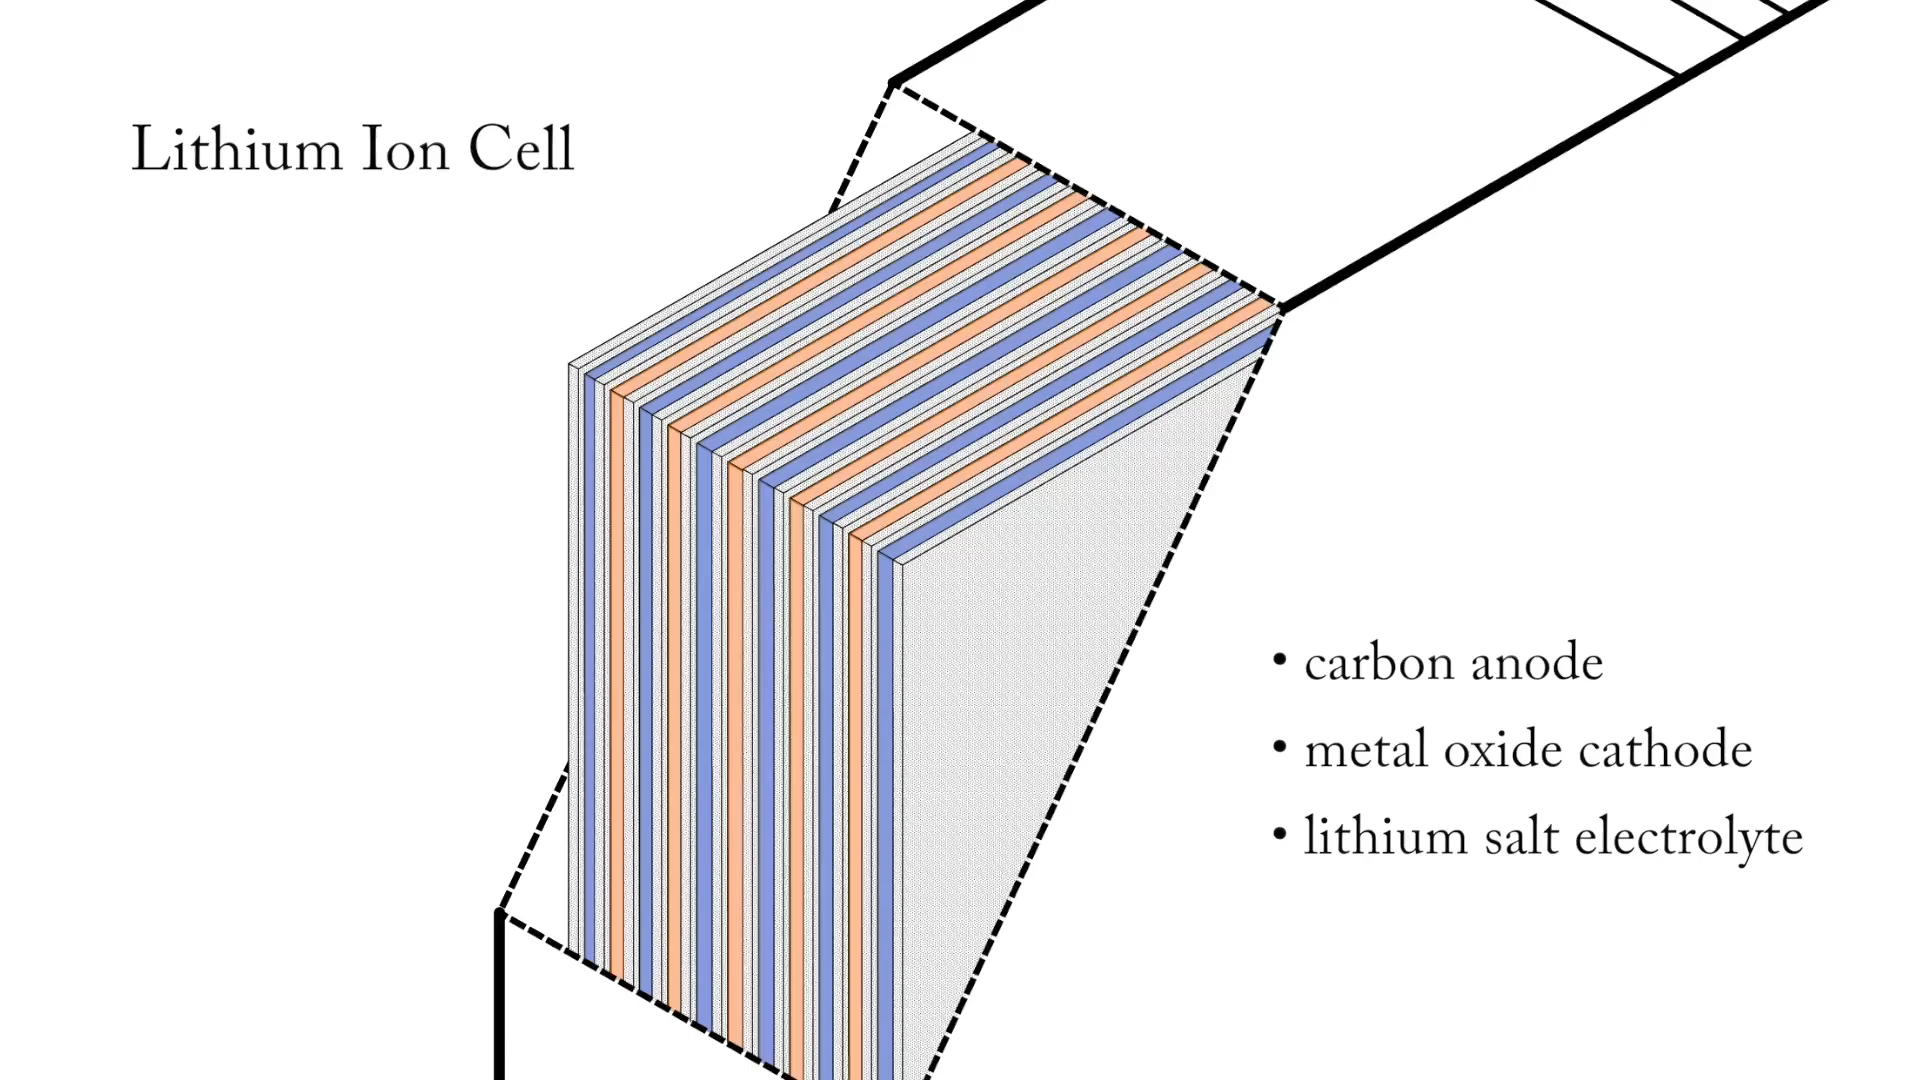 Lithium Ion Cell
• carbon anode
• metal oxide cathode
• lithium salt electrolyte